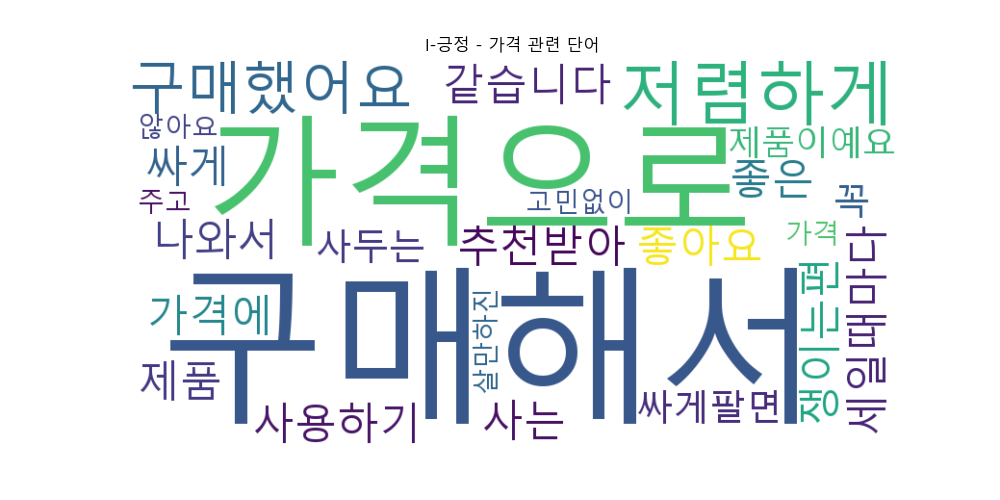 I-긍정 - 가격 관련 단어
구매했어요
같습니다
저렴하게
않아요
가격으로
제품이예요
싸게
좋은
주고
고민없이
꼭
나와서
사두는
추천받아
좋아요
가격
세일때마다
구매해서
가격에
살만하진
쟁이는편
제품
사용하기
사는
싸게팔면